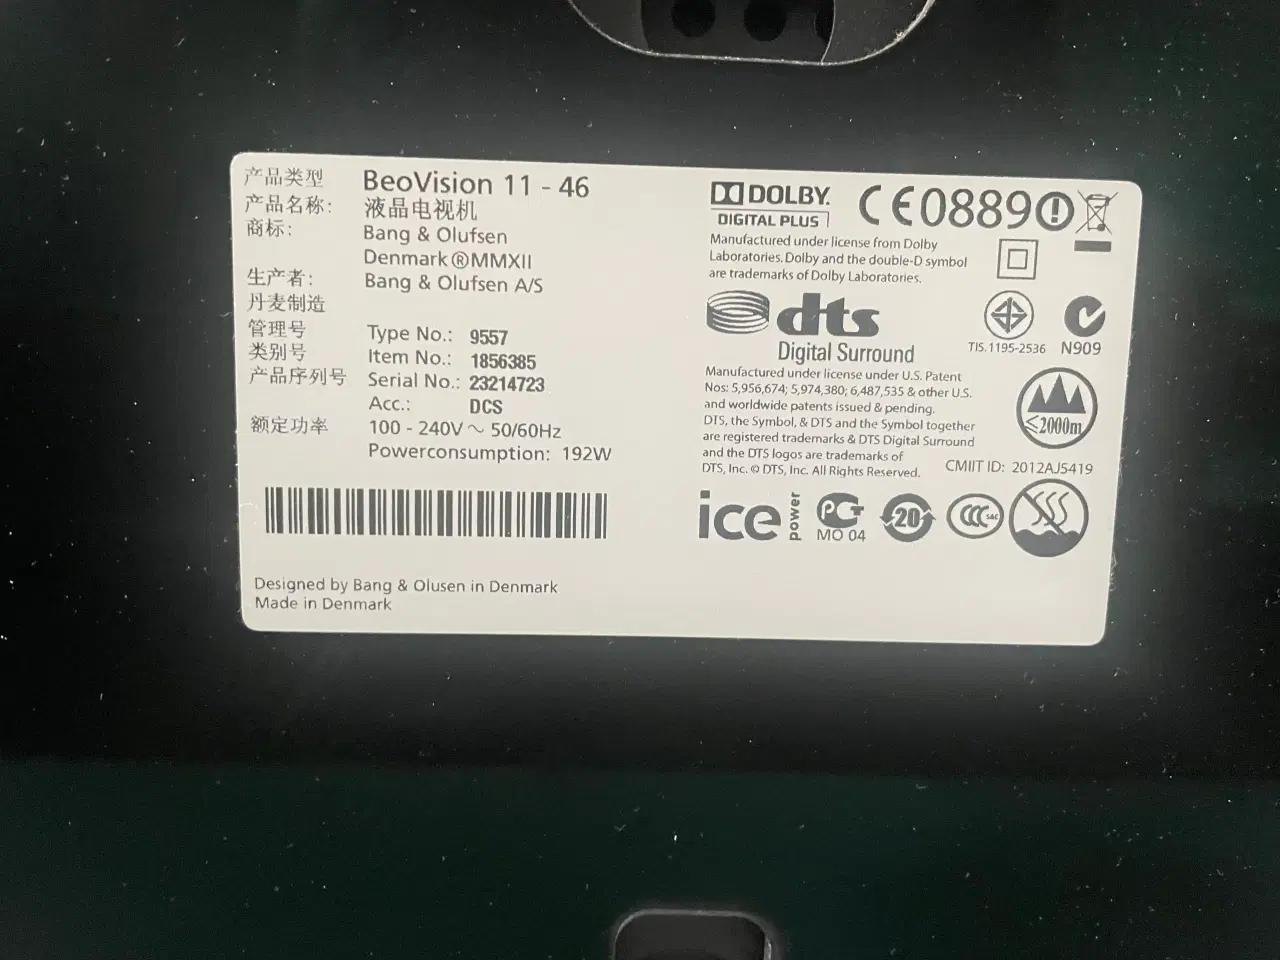 产品类型 BeoVision 11 - 46
产品名称: 液晶电视机
商标: Bang & Olufsen
Denmark ®MMXII
生产者: Bang & Olufsen A/S
丹麦制造
管理号 Type No.: 9557
类别号 Item No.: 1856385
产品序列号 Serial No.: 23214723
Acc.: DCS
额定功率 100 - 240V ~ 50/60Hz
Powerconsumption: 192W
Designed by Bang & Olusen in Denmark
Made in Denmark
DOLBY.
DIGITAL PLUS
CE0889
Manufactured under license from Dolby
Laboratories. Dolby and the double-D symbol
are trademarks of Dolby Laboratories.
dts
Digital Surround
TIS.1195-2536 N909
Manufactured under license under U.S. Patent
Nos: 5,956,674; 5,974,380; 6,487,535 & other U.S.
and worldwide patents issued & pending.
DTS, the Symbol, & DTS and the Symbol together
are registered trademarks & DTS Digital Surround
and the DTS logos are trademarks of
DTS, Inc. © DTS, Inc. All Rights Reserved.
≤2000m
CMIIT ID: 2012AJ5419
ice power
PCT
MO 04
20
CCC S&E